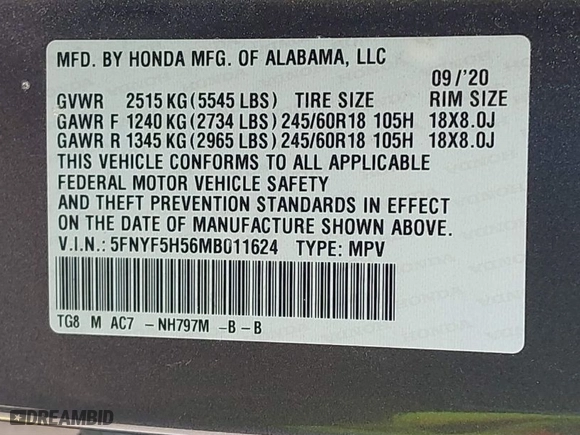 MFD. BY HONDA MFG. OF ALABAMA, LLC
09/'20
GVWR 2515 KG (5545 LBS) TIRE SIZE RIM SIZE
GAWR F 1240 KG (2734 LBS) 245/60R18 105H 18X8.0J
GAWR R 1345 KG (2965 LBS) 245/60R18 105H 18X8.0J
THIS VEHICLE CONFORMS TO ALL APPLICABLE
FEDERAL MOTOR VEHICLE SAFETY
AND THEFT PREVENTION STANDARDS IN EFFECT
ON THE DATE OF MANUFACTURE SHOWN ABOVE.
V.I.N.: 5FNYF5H56MB011624 TYPE: MPV
TG8 M AC7 -NH797M -B - B
DREAMBID